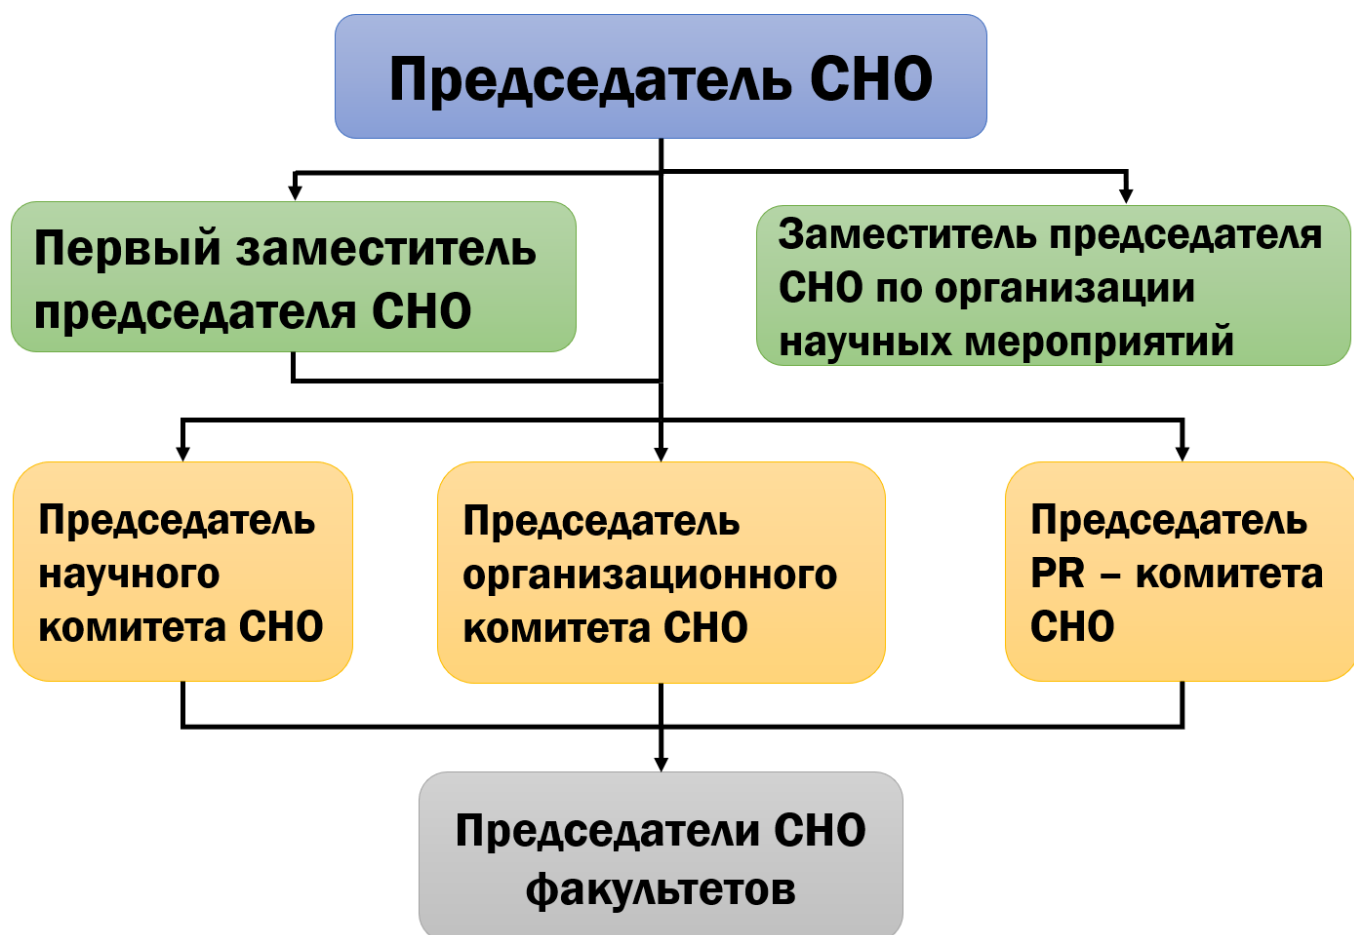 Председатель СНО
Первый заместитель
председателя СНО
Заместитель председателя
СНО по организации
научных мероприятий
Председатель
научного
комитета СНО
Председатель
организационного
комитета СНО
Председатель
PR – комитета
СНО
Председатели СНО
факультетов